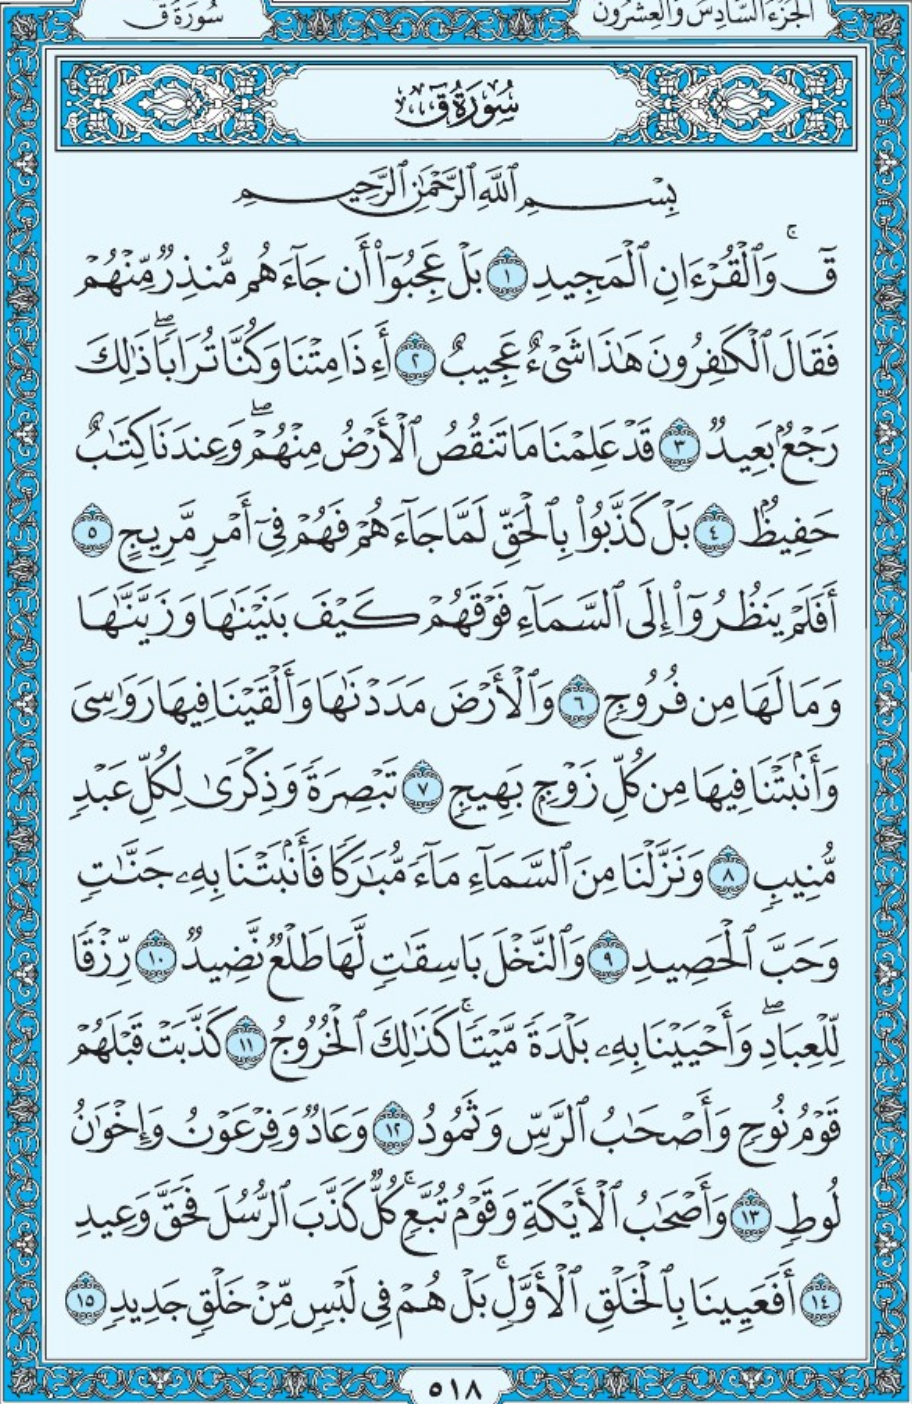 الجزء السادس والعشرون
سورة ق
سُورَةُ قٓ
بِسْمِ ٱللَّهِ ٱلرَّحْمَٰنِ ٱلرَّحِيمِ
قٓۚ وَٱلْقُرْءَانِ ٱلْمَجِيدِ ١ بَلْ عَجِبُوٓا۟ أَن جَآءَهُم مُّنذِرٌ مِّنْهُمْ
فَقَالَ ٱلْكَٰفِرُونَ هَٰذَا شَىْءٌ عَجِيبٌ ٢ أَءِذَا مِتْنَا وَكُنَّا تُرَابًاۖ ذَٰلِكَ
رَجْعٌۢ بَعِيدٌ ٣ قَدْ عَلِمْنَا مَا تَنقُصُ ٱلْأَرْضُ مِنْهُمْۖ وَعِندَنَا كِتَٰبٌ
حَفِيظٌۢ ٤ بَلْ كَذَّبُوا۟ بِٱلْحَقِّ لَمَّا جَآءَهُمْ فَهُمْ فِىٓ أَمْرٍ مَّرِيجٍ ٥
أَفَلَمْ يَنظُرُوٓا۟ إِلَى ٱلسَّمَآءِ فَوْقَهُمْ كَيْفَ بَنَيْنَٰهَا وَزَيَّنَّٰهَا
وَمَا لَهَا مِن فُرُوجٍ ٦ وَٱلْأَرْضَ مَدَدْنَٰهَا وَأَلْقَيْنَا فِيهَا رَوَٰسِىَ
وَأَنۢبَتْنَا فِيهَا مِن كُلِّ زَوْجٍۭ بَهِيجٍ ٧ تَبْصِرَةً وَذِكْرَىٰ لِكُلِّ عَبْدٍ
مُّنِيبٍ ٨ وَنَزَّلْنَا مِنَ ٱلسَّمَآءِ مَآءً مُّبَٰرَكًا فَأَنۢبَتْنَا بِهِۦ جَنَّٰتٍ
وَحَبَّ ٱلْحَصِيدِ ٩ وَٱلنَّخْلَ بَاسِقَٰتٍ لَّهَا طَلْعٌ نَّضِيدٌ ١٠ رِّزْقًا
لِّلْعِبَادِۖ وَأَحْيَيْنَا بِهِۦ بَلْدَةً مَّيْتًاۚ كَذَٰلِكَ ٱلْخُرُوجُ ١١ كَذَّبَتْ قَبْلَهُمْ
قَوْمُ نُوحٍ وَأَصْحَٰبُ ٱلرَّسِّ وَثَمُودُ ١٢ وَعَادٌ وَفِرْعَوْنُ وَإِخْوَٰنُ
لُوطٍ ١٣ وَأَصْحَٰبُ ٱلْأَيْكَةِ وَقَوْمُ تُبَّعٍۚ كُلٌّ كَذَّبَ ٱلرُّسُلَ فَحَقَّ وَعِيدِ
١٤ أَفَعَيِينَا بِٱلْخَلْقِ ٱلْأَوَّلِۚ بَلْ هُمْ فِى لَبْسٍ مِّنْ خَلْقٍ جَدِيدٍ ١٥
٥١٨